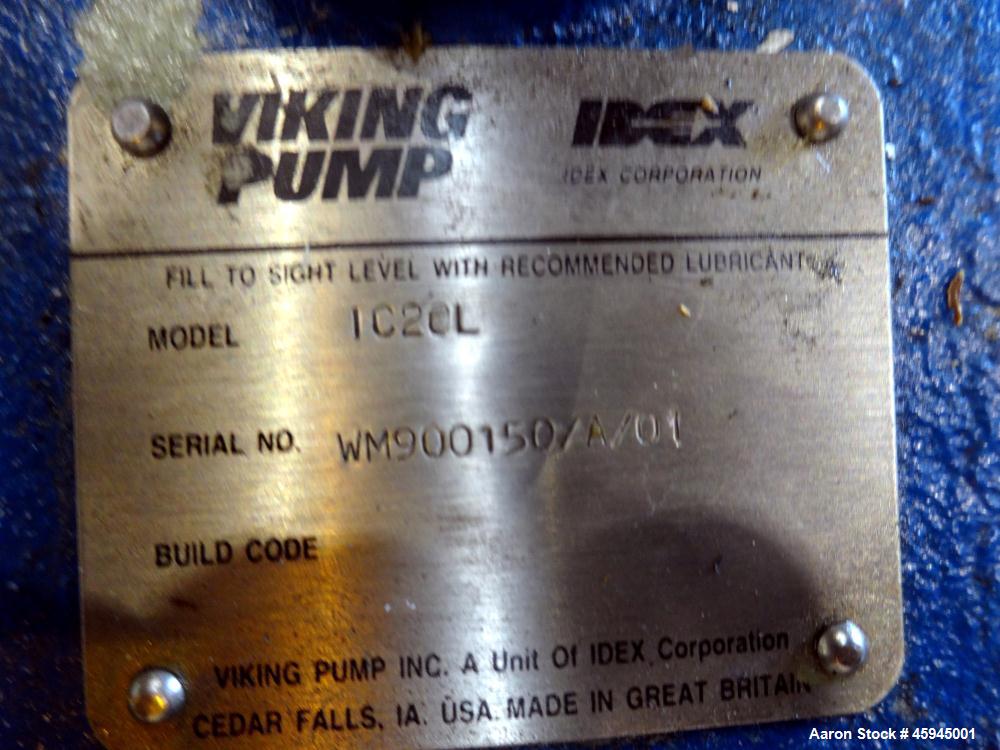 VIKING PUMP
IDEX
IDEX CORPORATION
FILL TO SIGHT LEVEL WITH RECOMMENDED LUBRICANT
MODEL
SERIAL NO. WM900150/A/01
BUILD CODE
VIKING PUMP INC. A Unit Of IDEX Corporation
CEDAR FALLS, IA. USA. MADE IN GREAT BRITAIN
Aaron Stock # 45945001